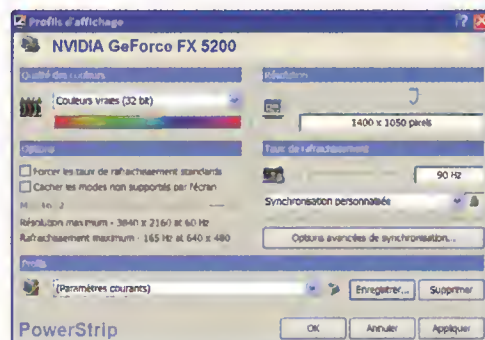 Profils d'affichage
NVIDIA GeForco FX 5200
Qualité des couleurs
Résolution
Couleurs vraies (32 bit)
1400 x 1050 pixels
Options
Taux de rafraîchissement
Forcer les taux de rafraichissement standards
90 Hz
Cacher les modes non supportés par l'écran
Synchronisation personnalisée
Résolution maximum - 3840 x 2160 at 60 Hz
Rafraichissement maximum - 165 Hz at 640 x 480
Options avancées de synchronisation...
Profils
(Paramètres courants)
Enregistrer...
Supprimer
PowerStrip
OK
Annuler
Appliquer